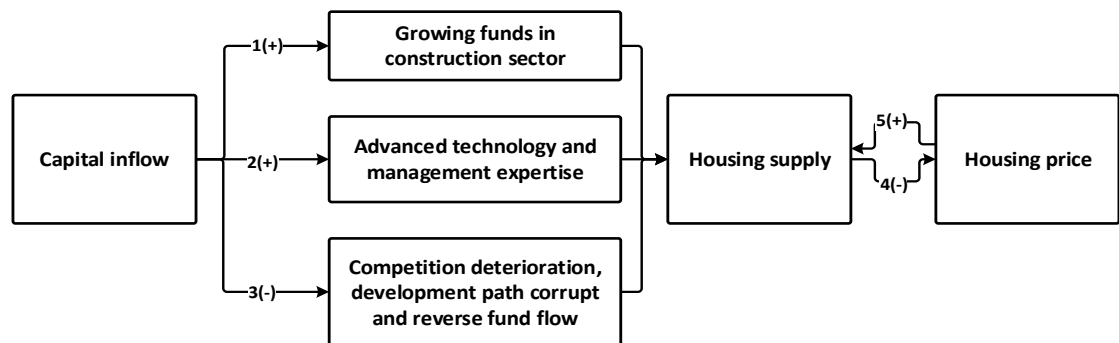 Capital inflow
1(+)
Growing funds in
construction sector
2(+)
Advanced technology and
management expertise
3(-)
Competition deterioration,
development path corrupt
and reverse fund flow
Housing supply
5(+)
4(-)
Housing price